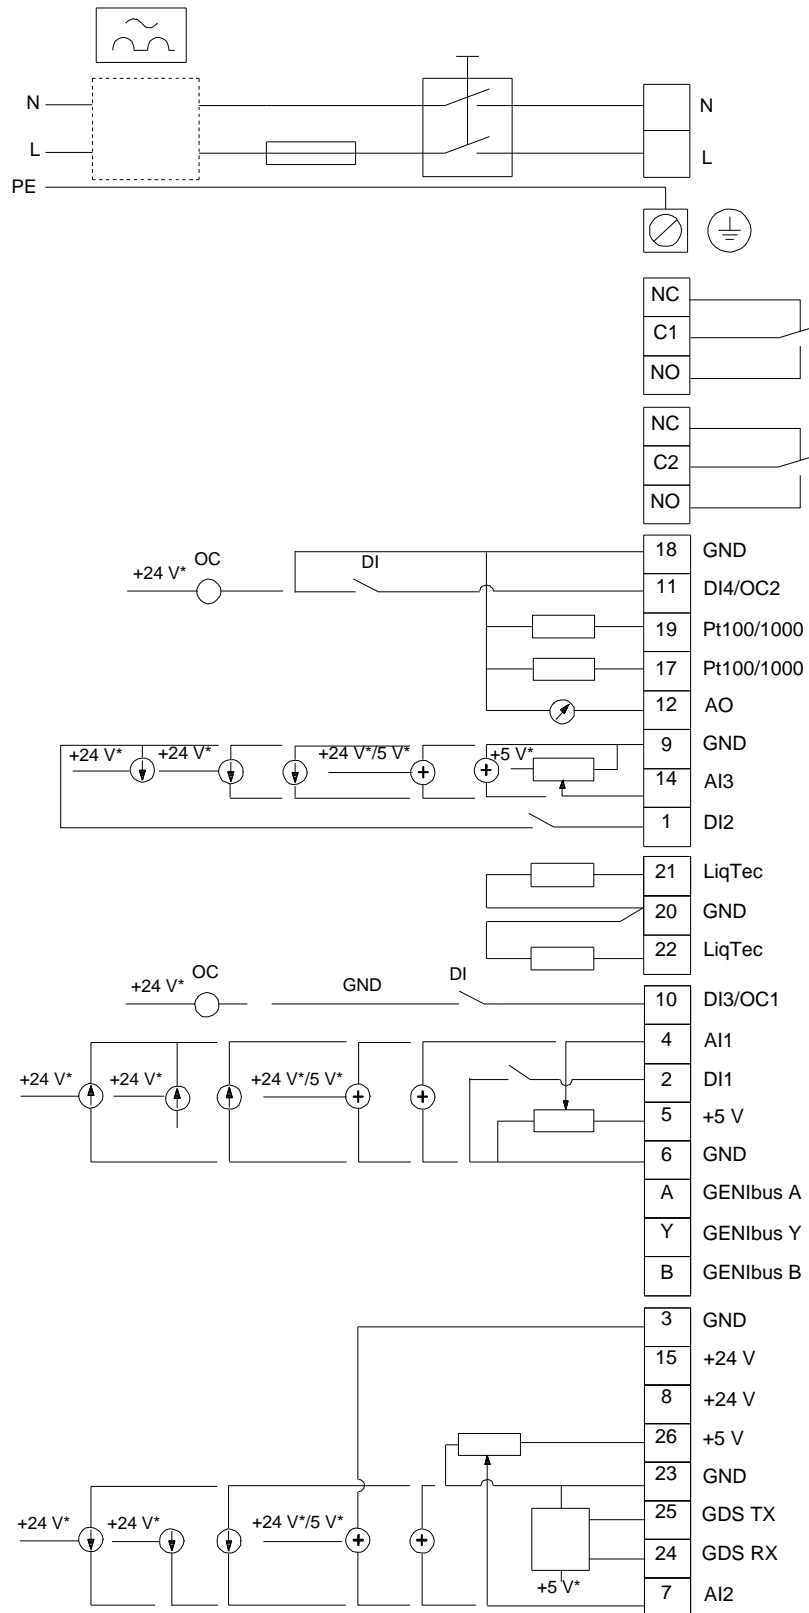 N
N
L
L
PE
NC
C1
NO
NC
C2
NO
18 GND
OC
+24 V*
DI
11 DI4/OC2
19 Pt100/1000
17 Pt100/1000
12 AO
9 GND
+24 V* +24 V* +24 V*/5 V* +5 V*
14 AI3
1 DI2
21 LiqTec
20 GND
22 LiqTec
OC
+24 V*
GND
DI
10 DI3/OC1
4 AI1
+24 V* +24 V* +24 V*/5 V*
2 DI1
5 +5 V
6 GND
A GENIbus A
Y GENIbus Y
B GENIbus B
3 GND
15 +24 V
8 +24 V
26 +5 V
23 GND
25 GDS TX
+24 V* +24 V* +24 V*/5 V*
24 GDS RX
+5 V*
7 AI2